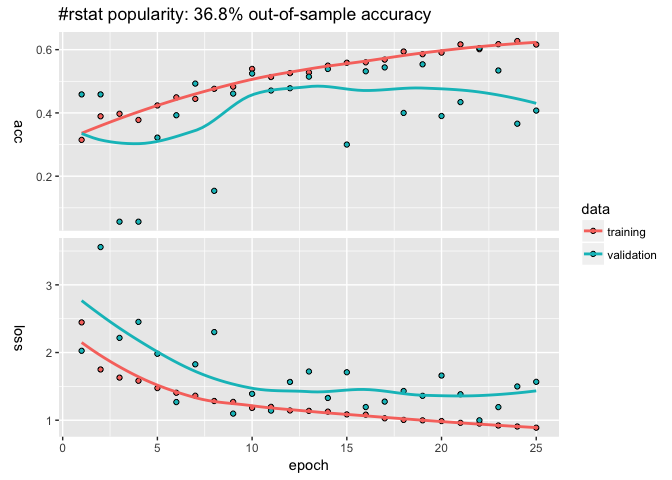 #rstat popularity: 36.8% out-of-sample accuracy
0.6
0.4
0.2
acc
3
2
1
loss
0 5 10 15 20 25
epoch
data
training
validation